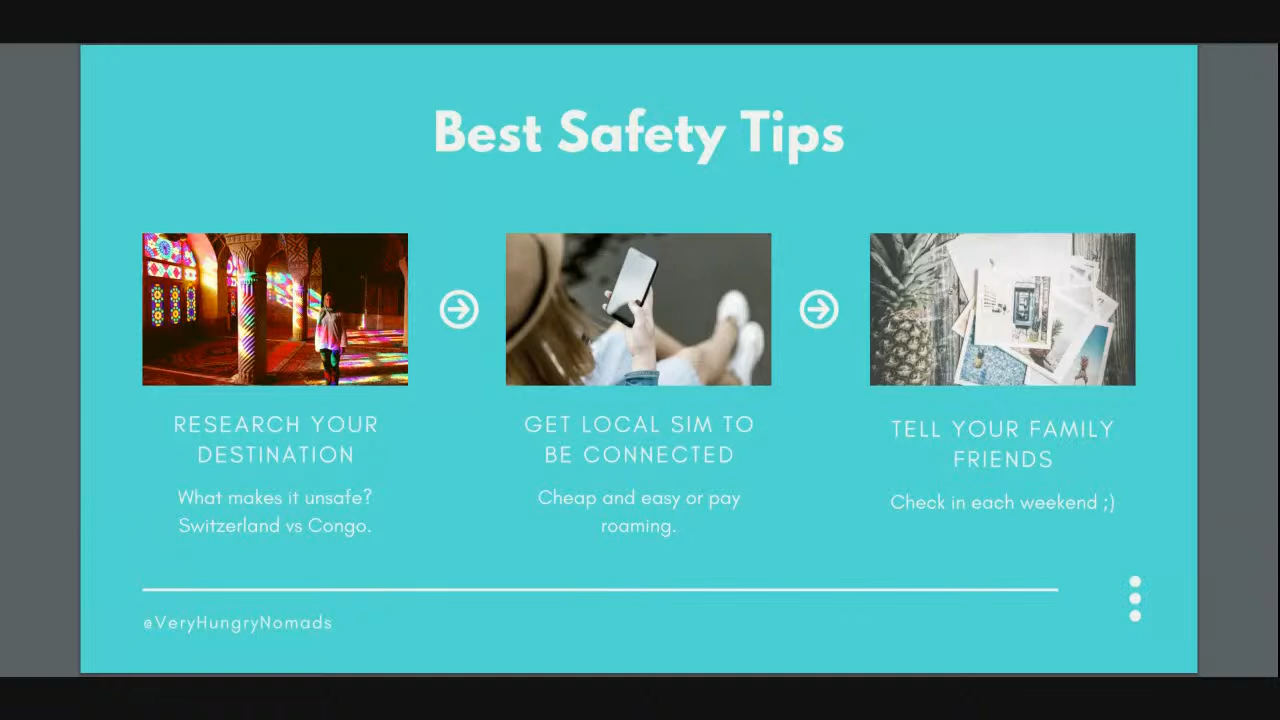 Best Safety Tips
RESEARCH YOUR
DESTINATION
What makes it unsafe?
Switzerland vs Congo.
GET LOCAL SIM TO
BE CONNECTED
Cheap and easy or pay
roaming.
TELL YOUR FAMILY
FRIENDS
Check in each weekend ;)
@VeryHungryNomads